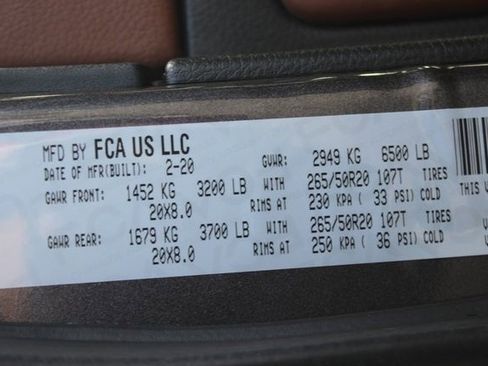 MFD BY FCA US LLC
DATE OF MFR(BUILT): 2-20 GVWR: 2949 KG 6500 LB
GAWR FRONT: 1452 KG 3200 LB WITH 265/50R20 107T TIRES
20X8.0 RIMS AT 230 KPA ( 33 PSI) COLD
GAWR REAR: 1679 KG 3700 LB WITH 265/50R20 107T TIRES
20X8.0 RIMS AT 250 KPA ( 36 PSI) COLD
THIS